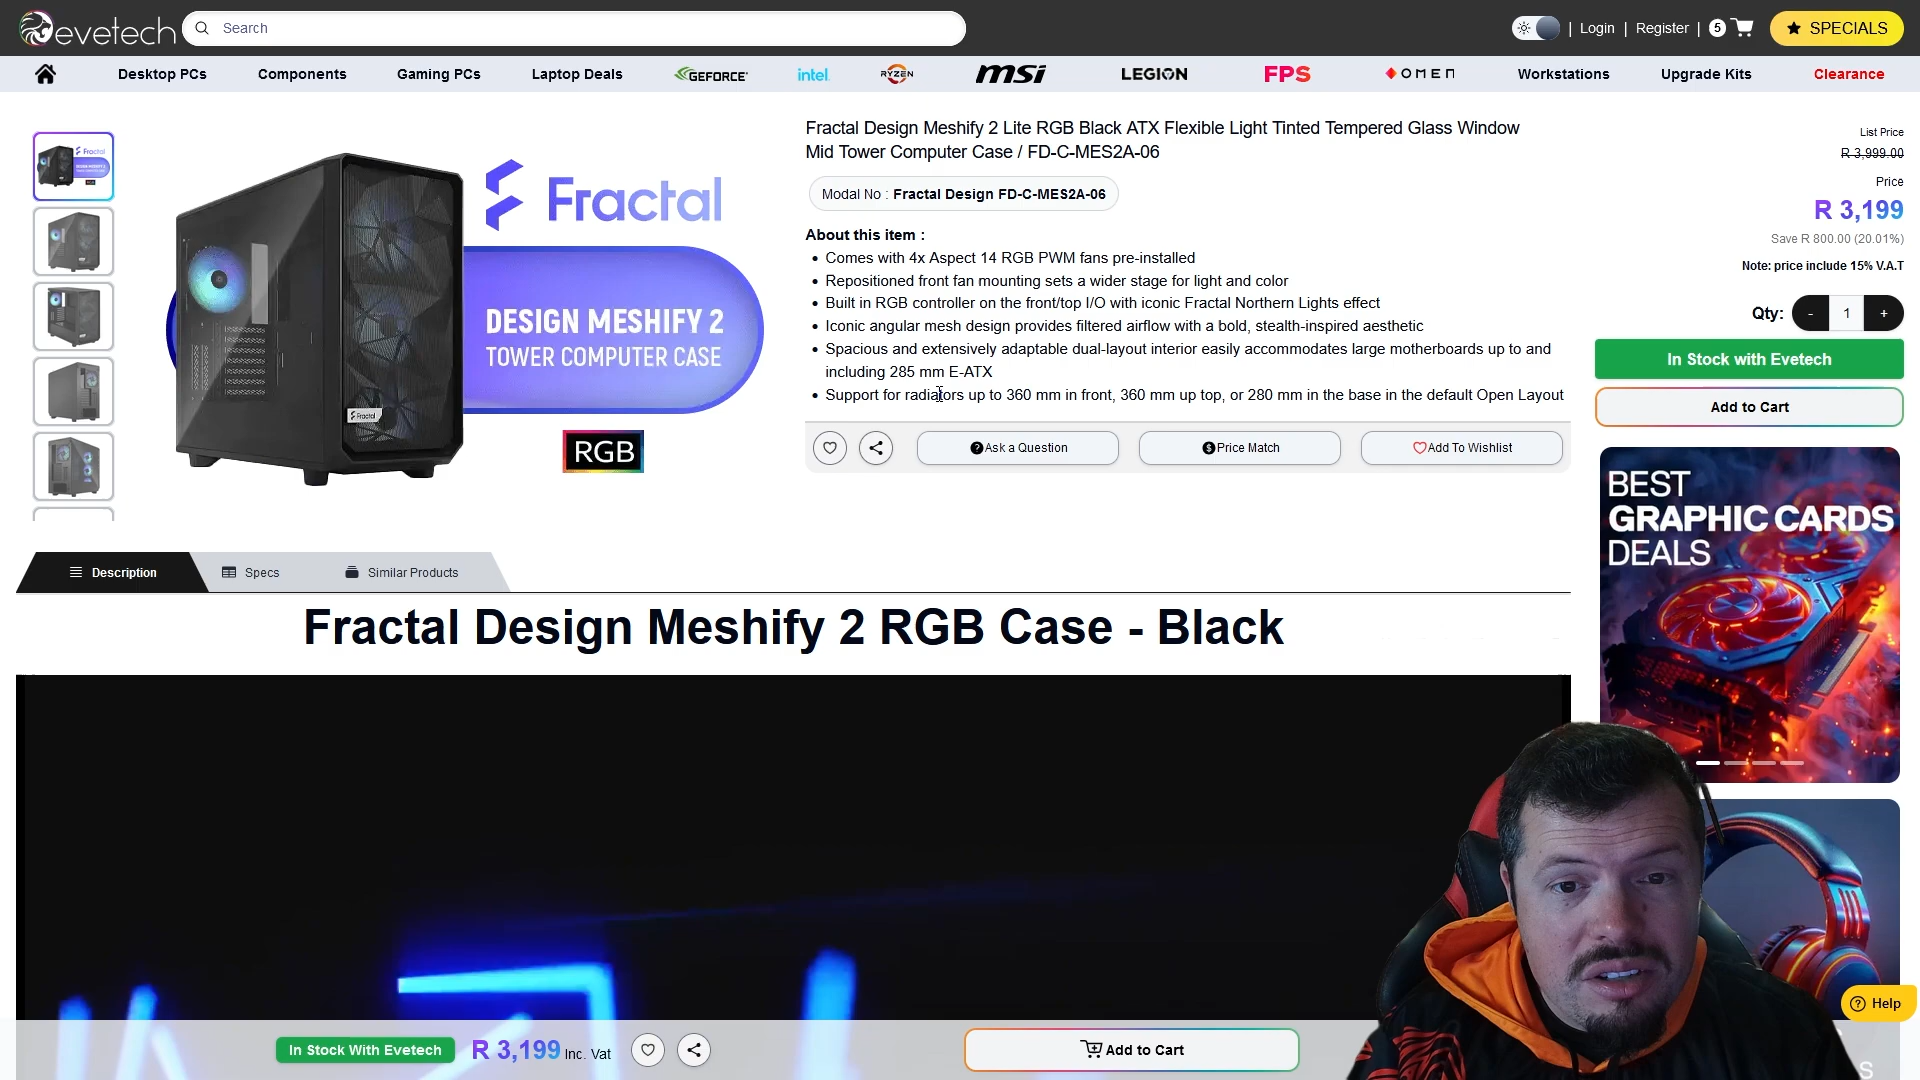 evetech
Search
| Login | Register | 5
SPECIALS
Desktop PCs
Components
Gaming PCs
Laptop Deals
GEFORCE
intel
RYZEN
msi
LEGION
FPS
OMEN
Workstations
Upgrade Kits
Clearance
Fractal
DESIGN MESHIFY 2
TOWER COMPUTER CASE
RGB
Fractal
Fractal Design Meshify 2 Lite RGB Black ATX Flexible Light Tinted Tempered Glass Window
Mid Tower Computer Case / FD-C-MES2A-06
Modal No : Fractal Design FD-C-MES2A-06
About this item :
Comes with 4x Aspect 14 RGB PWM fans pre-installed
Repositioned front fan mounting sets a wider stage for light and color
Built in RGB controller on the front/top I/O with iconic Fractal Northern Lights effect
Iconic angular mesh design provides filtered airflow with a bold, stealth-inspired aesthetic
Spacious and extensively adaptable dual-layout interior easily accommodates large motherboards up to and
including 285 mm E-ATX
Support for radiators up to 360 mm in front, 360 mm up top, or 280 mm in the base in the default Open Layout
Ask a Question
Price Match
Add To Wishlist
List Price
R 3,999.00
Price
R 3,199
Save R 800.00 (20.01%)
Note: price include 15% V.A.T
Qty: - 1 +
In Stock with Evetech
Add to Cart
BEST
GRAPHIC CARDS
DEALS
Description
Specs
Similar Products
Fractal Design Meshify 2 RGB Case - Black
In Stock With Evetech
R 3,199 Inc. Vat
Add to Cart
Help